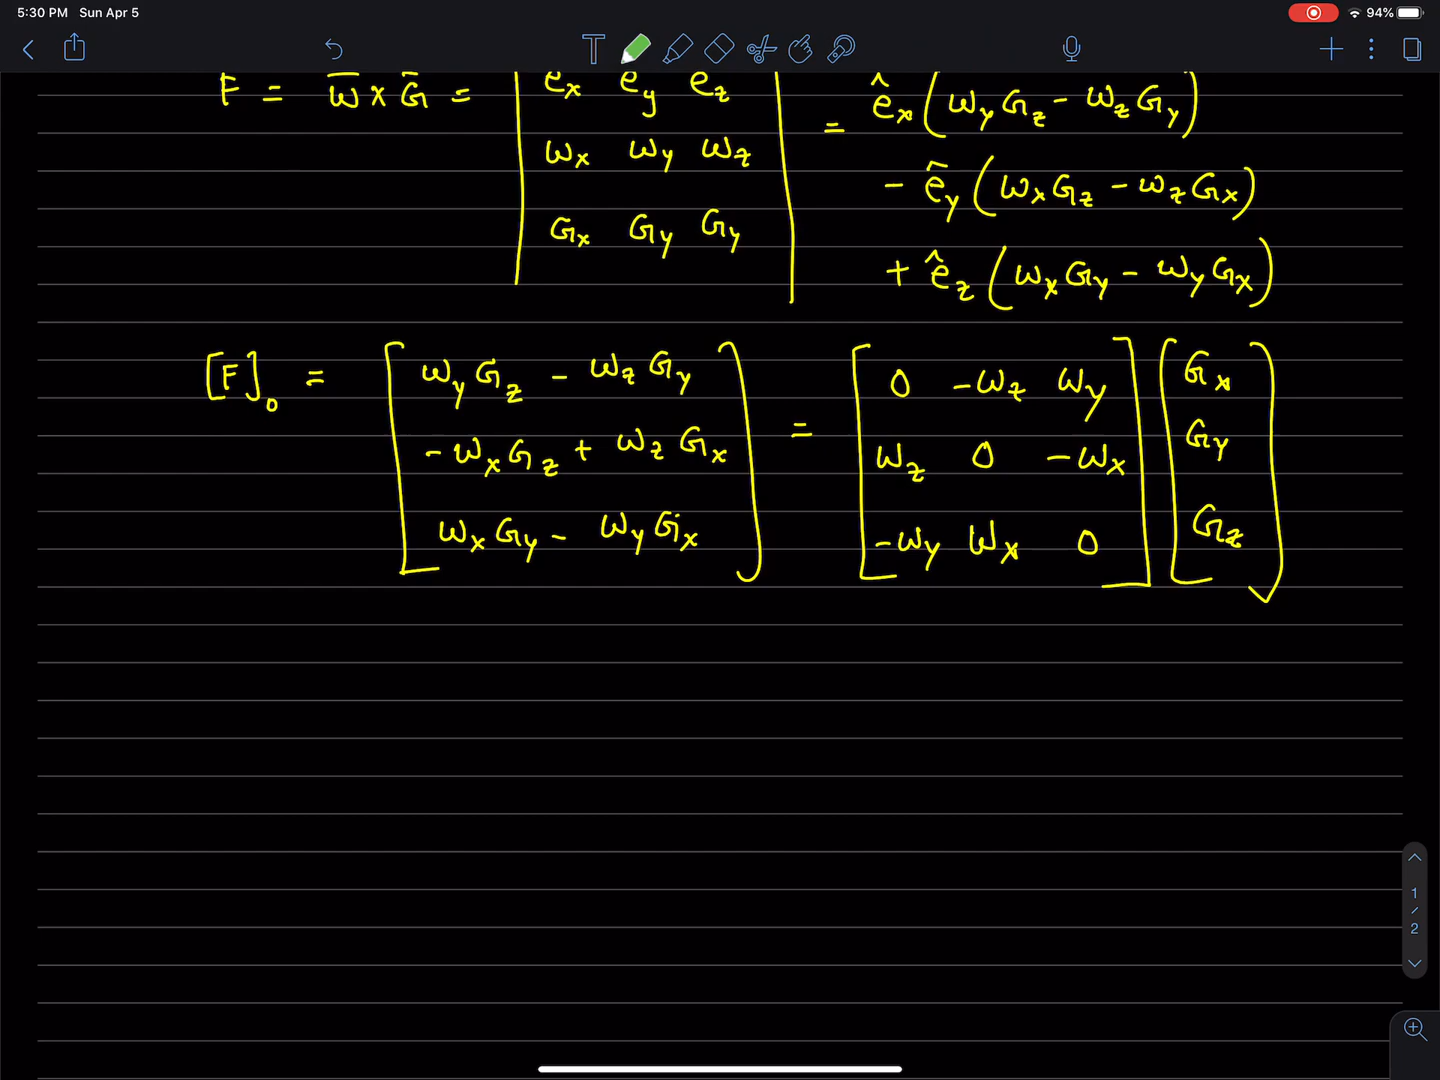 5:30 PM Sun Apr 5
94%
F = ω̅ × G̅ = | e_x e_y e_z | = ê_x (ω_y G_z - ω_z G_y)
| ω_x ω_y ω_z | - ê_y (ω_x G_z - ω_z G_x)
| G_x G_y G_y | + ê_z (ω_x G_y - ω_y G_x)
[F]_0 = [ ω_y G_z - ω_z G_y ] = [ 0 -ω_z ω_y ] [ G_x ]
[ -ω_x G_z + ω_z G_x ] [ ω_z 0 -ω_x ] [ G_y ]
[ ω_x G_y - ω_y G_x ] [ -ω_y ω_x 0 ] [ G_z ]
1
/
2